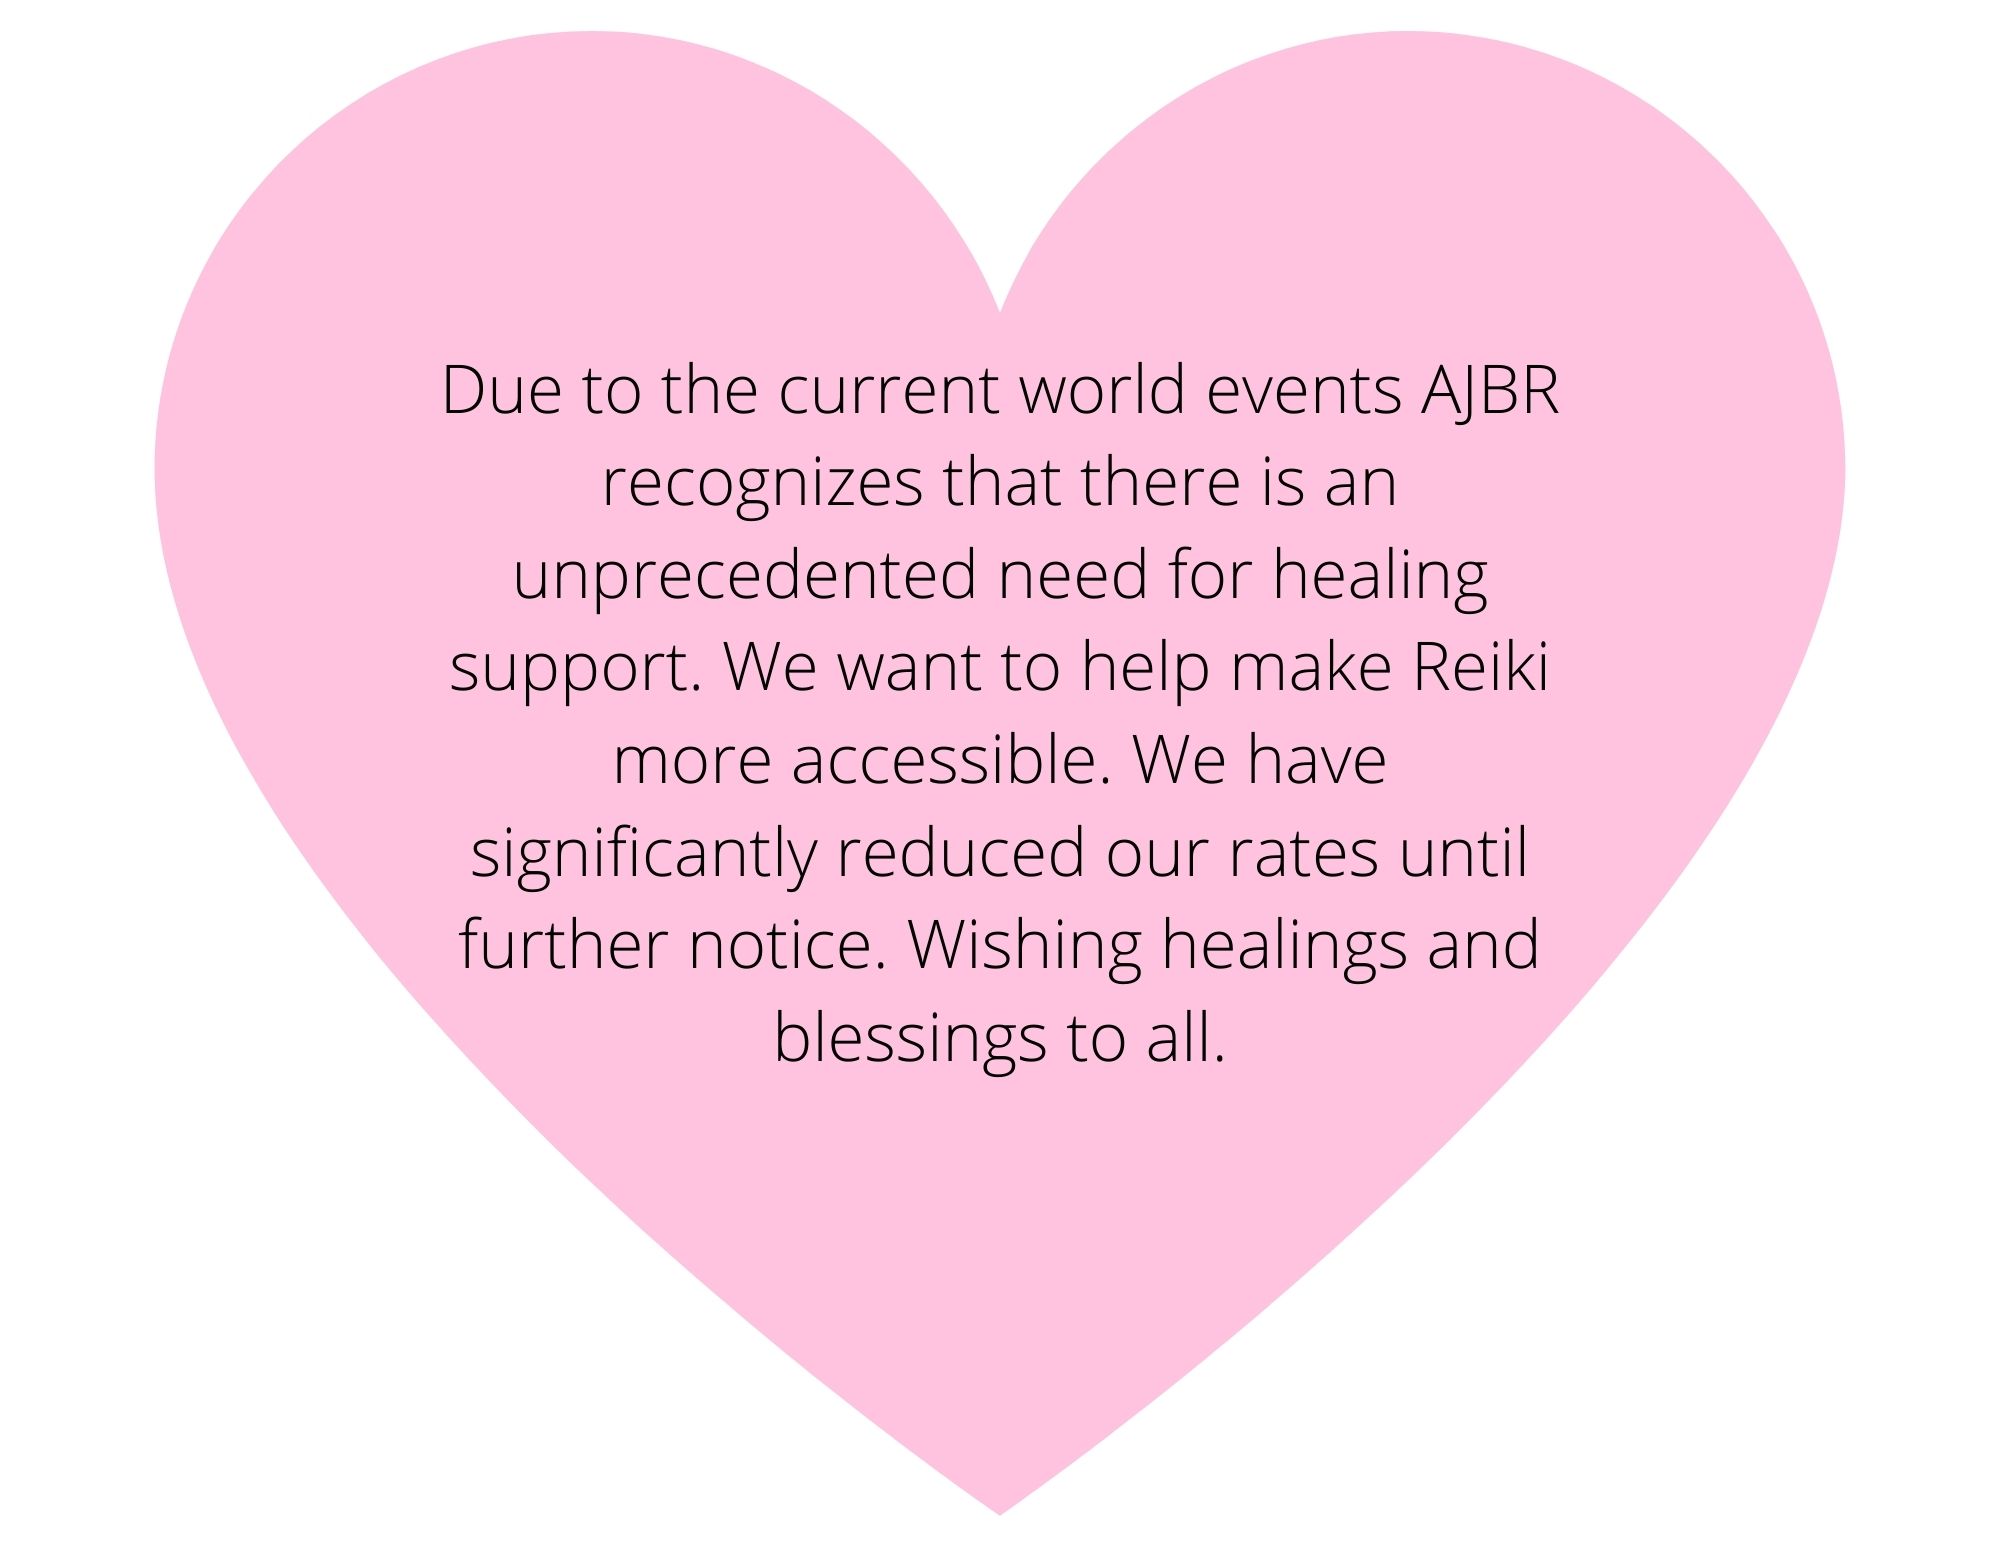 Due to the current world events AJBR
recognizes that there is an
unprecedented need for healing
support. We want to help make Reiki
more accessible. We have
significantly reduced our rates until
further notice. Wishing healings and
blessings to all.